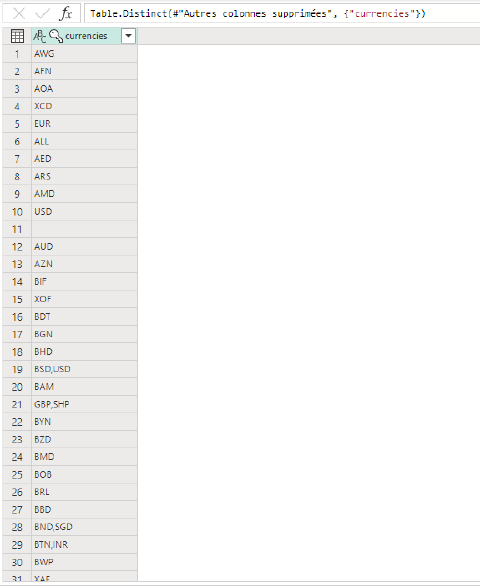 fx Table.Distinct(#"Autres colonnes supprimées", {"currencies"})
ABC currencies
1 AWG
2 AFN
3 AOA
4 XCD
5 EUR
6 ALL
7 AED
8 ARS
9 AMD
10 USD
11
12 AUD
13 AZN
14 BIF
15 XOF
16 BDT
17 BGN
18 BHD
19 BSD,USD
20 BAM
21 GBP,SHP
22 BYN
23 BZD
24 BMD
25 BOB
26 BRL
27 BBD
28 BND,SGD
29 BTN,INR
30 BWP
31 XAF